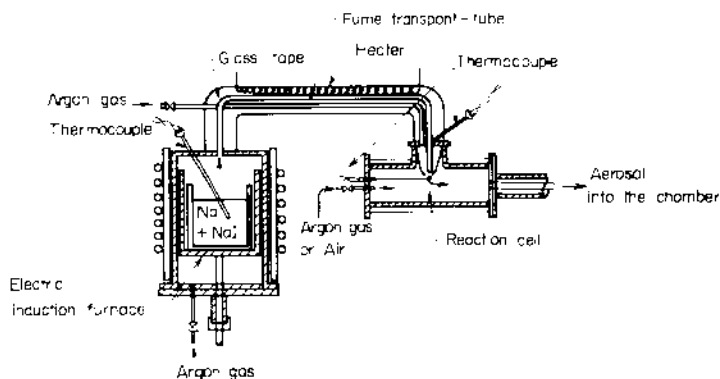 Fume transport-tube
Heater
Glass tape
Thermocouple
Argon gas
Thermocouple
Na
+ NaI
Argon gas
or Air
Aerosol
into the chamber
Reaction cell
Electric
induction furnace
Argon gas